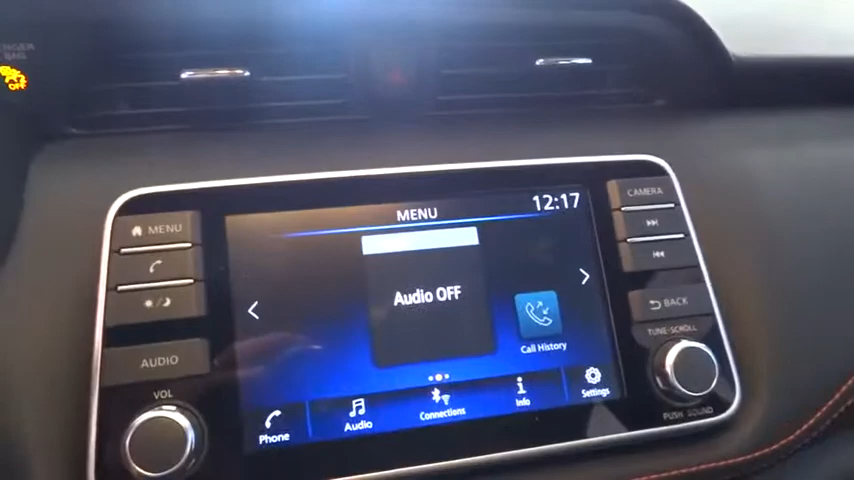 OFF
MENU
12:17
CAMERA
MENU
Audio OFF
BACK
TUNE·SCROLL
Call History
AUDIO
VOL
Phone
Audio
Connections
Info
Settings
PUSH SOUND